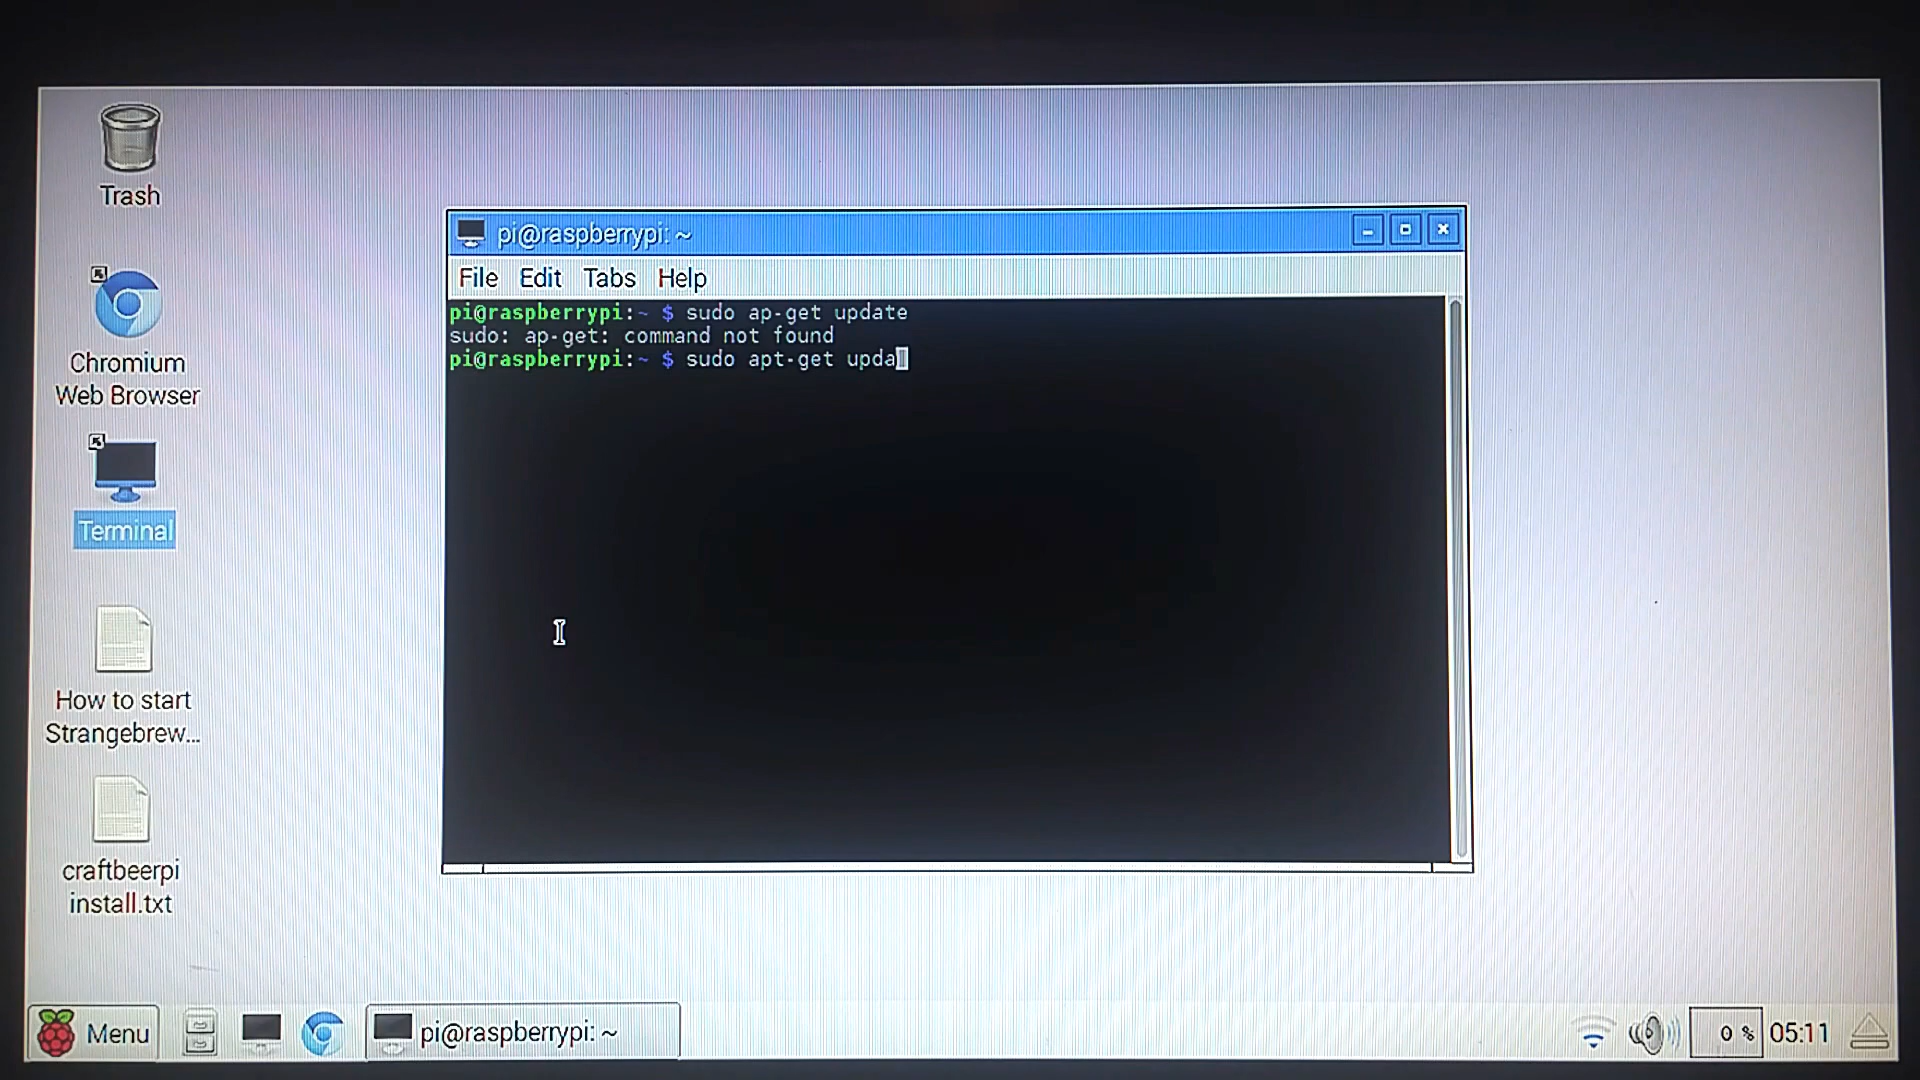 Trash
Chromium
Web Browser
Terminal
How to start
Strangebrew...
craftbeerpi
install.txt
pi@raspberrypi: ~
File Edit Tabs Help
pi@raspberrypi:~ $ sudo ap-get update
sudo: ap-get: command not found
pi@raspberrypi:~ $ sudo apt-get upda
Menu
pi@raspberrypi: ~
0 %
05:11